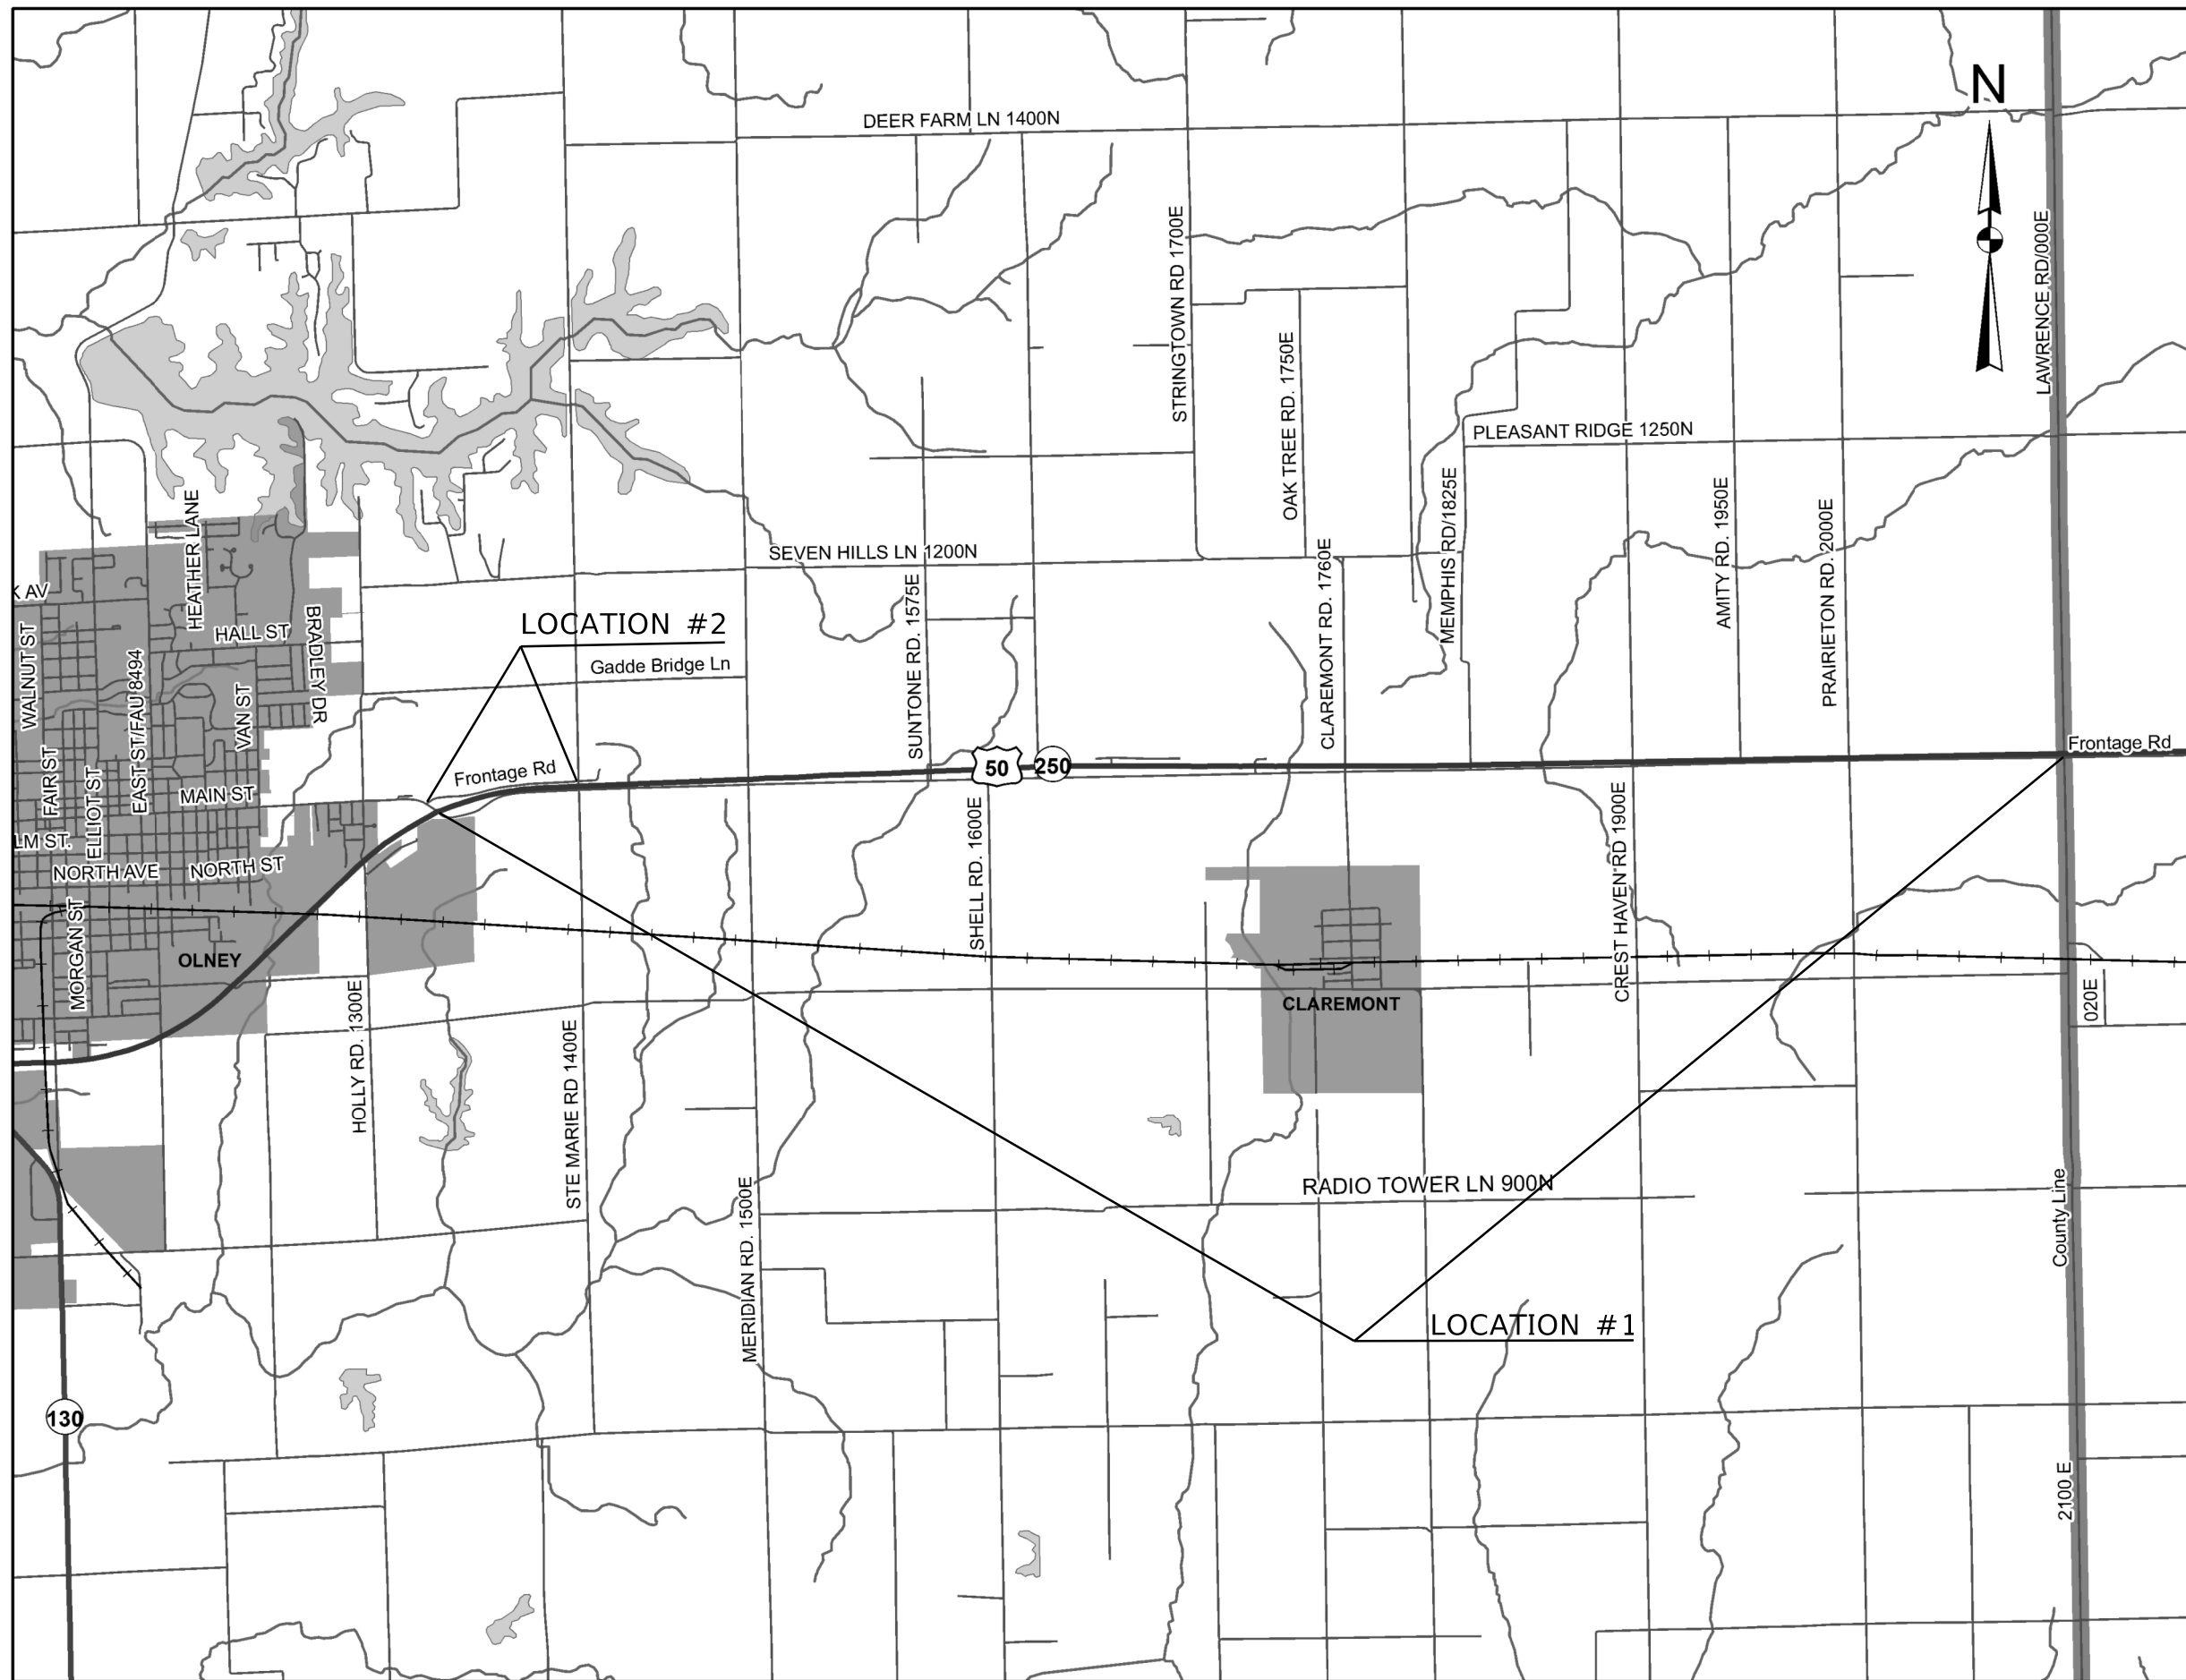 N
DEER FARM LN 1400N
STRINGTOWN RD 1700E
LAWRENCE RD/000E
OAK TREE RD. 1750E
PLEASANT RIDGE 1250N
MEMPHIS RD/1825E
AMITY RD. 1950E
PRAIRIETON RD. 2000E
HEATHER LANE
SEVEN HILLS LN 1200N
SUNTONE RD. 1575E
CLAREMONT RD. 1760E
K AV
WALNUT ST
HALL ST
BRADLEY DR
LOCATION #2
Gadde Bridge Ln
EAST ST/FAU 8494
VAN ST
FAIR ST
ELLIOT ST
MAIN ST
Frontage Rd
50
250
Frontage Rd
LM ST.
NORTH AVE
NORTH ST
SHELL RD. 1600E
CREST HAVEN RD 1900E
MORGAN ST
OLNEY
CLAREMONT
020E
HOLLY RD. 1300E
STE MARIE RD 1400E
MERIDIAN RD. 1500E
RADIO TOWER LN 900N
County Line
LOCATION #1
130
2100 E